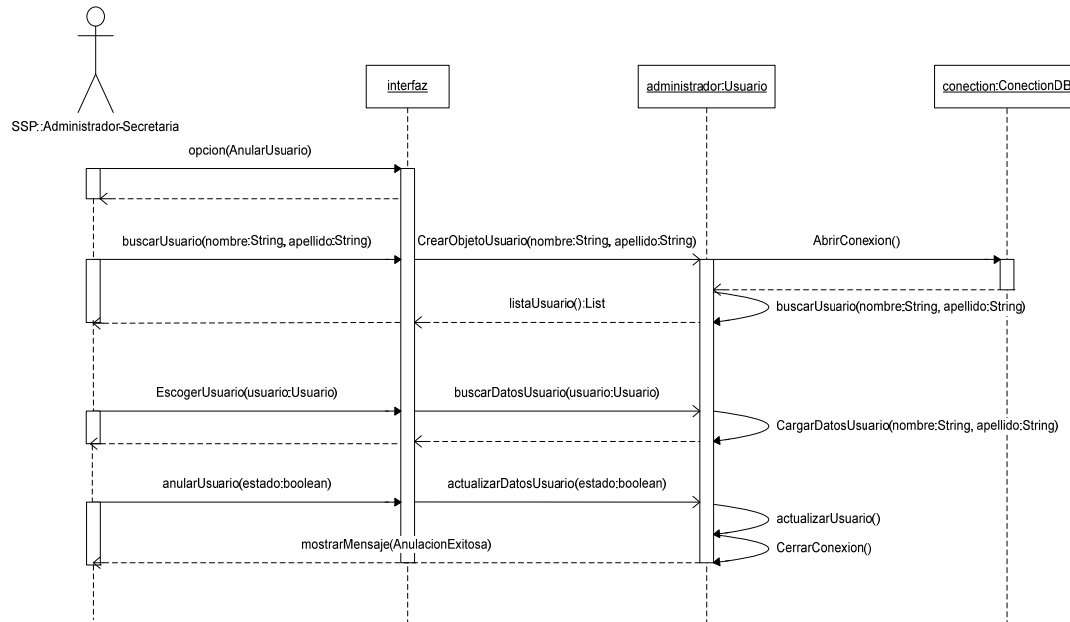 interfaz
administrador:Usuario
conection:ConectionDB
SSP::Administrador-Secretaria
opcion(AnularUsuario)
buscarUsuario(nombre:String, apellido:String)
CrearObjetoUsuario(nombre:String, apellido:String)
AbrirConexion()
listaUsuario():List
buscarUsuario(nombre:String, apellido:String)
EscogerUsuario(usuario:Usuario)
buscarDatosUsuario(usuario:Usuario)
CargarDatosUsuario(nombre:String, apellido:String)
anularUsuario(estado:boolean)
actualizarDatosUsuario(estado:boolean)
actualizarUsuario()
mostrarMensaje(AnulacionExitosa)
CerrarConexion()